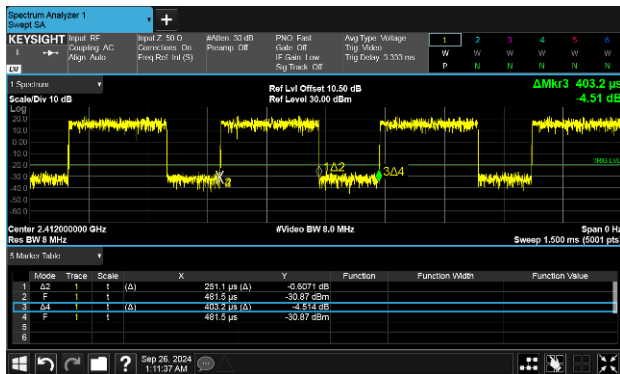 Spectrum Analyzer 1
Swept SA
+
KEYSIGHT Input: RF Input Z: 50 Ω #Atten: 30 dB PNO: Fast Avg Type: Voltage 1 2 3 4 5 6
L Coupling: AC Corrections: On Preamp: Off Gate: Off Trig: Video W W W W W W
Align: Auto Freq Ref: Int (S) IF Gain: Low Trig Delay: 3.333 ms P N N N N N
Sig Track: Off
1 Spectrum Ref Lvl Offset 10.50 dB ΔMkr3 403.2 µs
Scale/Div 10 dB Ref Level 30.00 dBm -4.51 dB
Log
20.0
10.0
0.00
-10.0
-20.0 TRIG LVL
-30.0
-40.0
-50.0
-60.0
1Δ2
3Δ4
2
Center 2.412000000 GHz #Video BW 8.0 MHz Span 0 Hz
Res BW 8 MHz Sweep 1.500 ms (5001 pts)
5 Marker Table
Mode Trace Scale X Y Function Function Width Function Value
1 Δ2 1 t (Δ) 251.1 µs (Δ) -0.6071 dB
2 F 1 t 481.5 µs -30.87 dBm
3 Δ4 1 t (Δ) 403.2 µs (Δ) -4.514 dB
4 F 1 t 481.5 µs -30.87 dBm
5
6
? Sep 26, 2024
1:11:37 AM